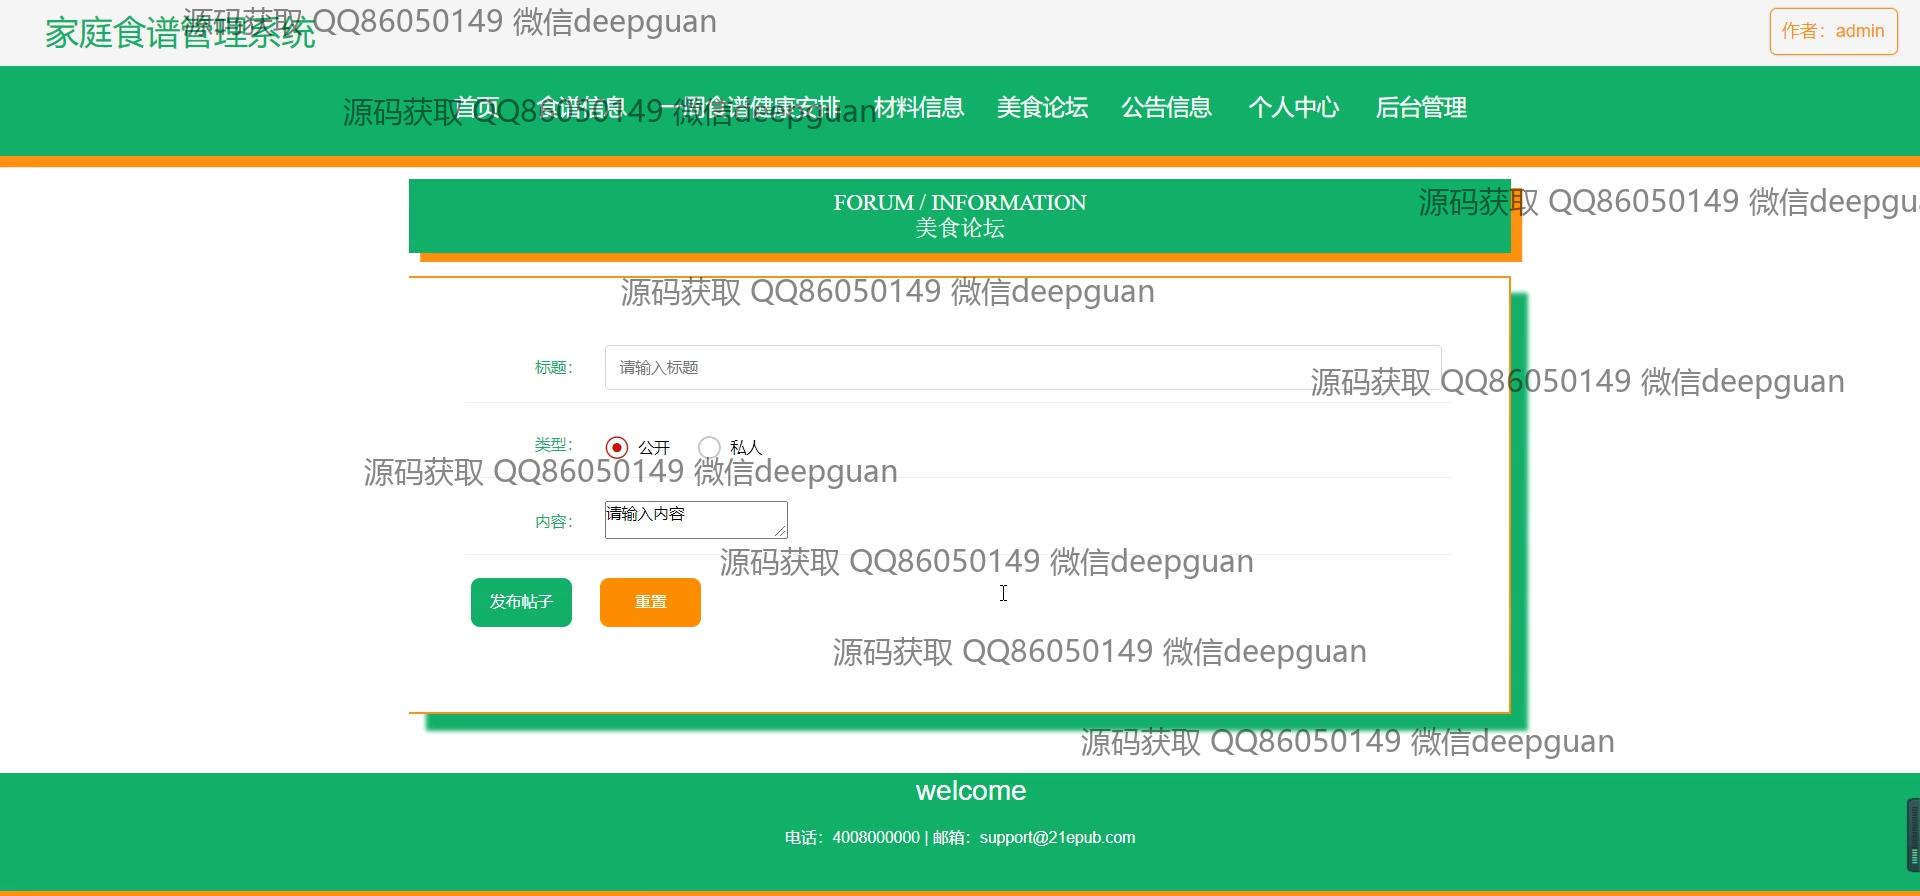 家庭食谱管理系统
源码获取 QQ86050149 微信deepguan
作者：admin
首页 食谱信息 一周食谱健康安排 材料信息 美食论坛 公告信息 个人中心 后台管理
源码获取 QQ86050149 微信deepguan
FORUM / INFORMATION
美食论坛
源码获取 QQ86050149 微信deepgu
源码获取 QQ86050149 微信deepguan
标题： 请输入标题
源码获取 QQ86050149 微信deepguan
类型： 公开 私人
源码获取 QQ86050149 微信deepguan
内容： 请输入内容
源码获取 QQ86050149 微信deepguan
发布帖子 重置
源码获取 QQ86050149 微信deepguan
源码获取 QQ86050149 微信deepguan
welcome
电话：4008000000 | 邮箱：support@21epub.com